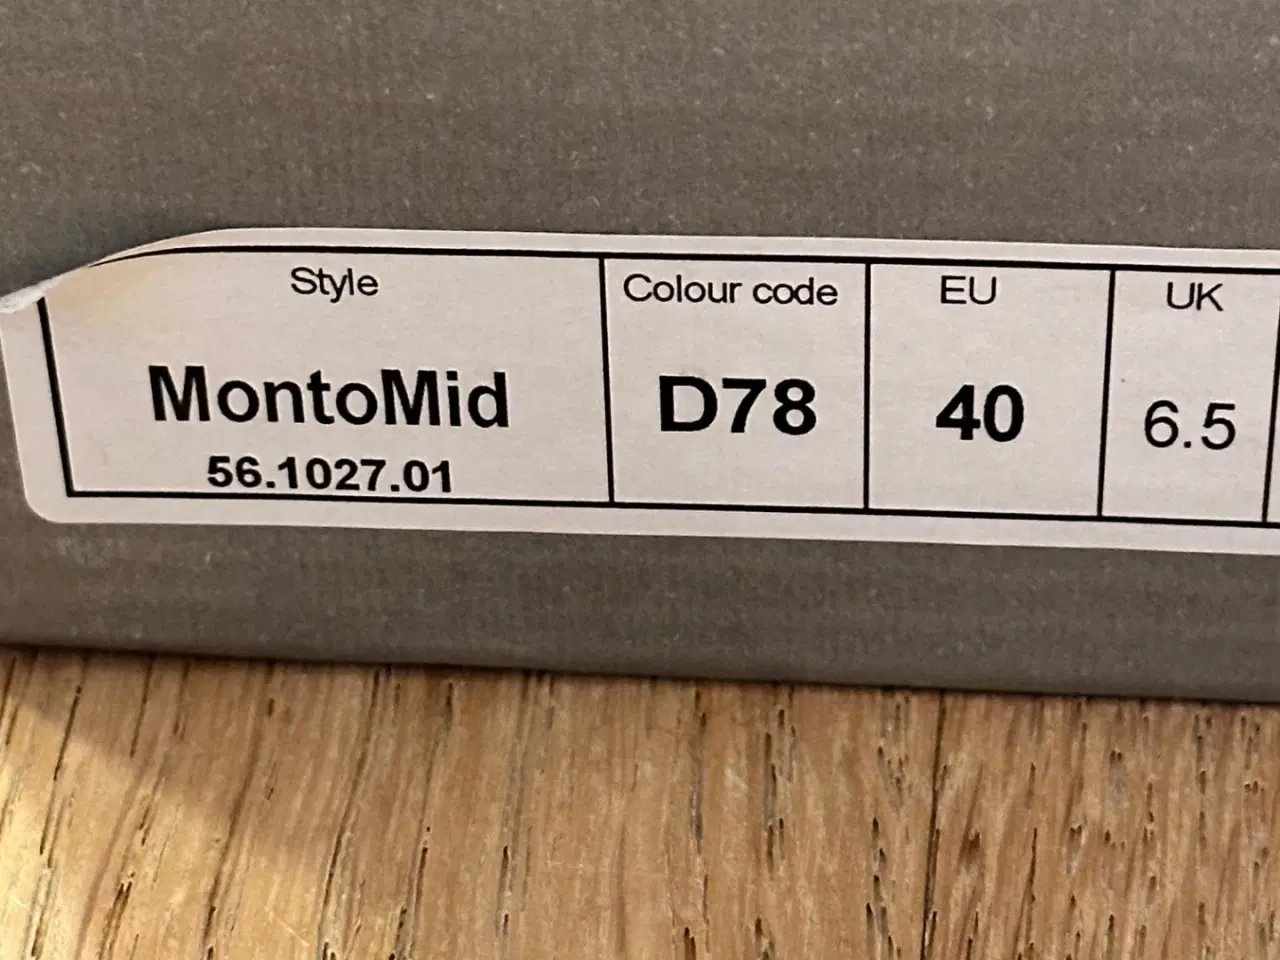 Style
MontoMid
56.1027.01
Colour code
D78
EU
40
UK
6.5